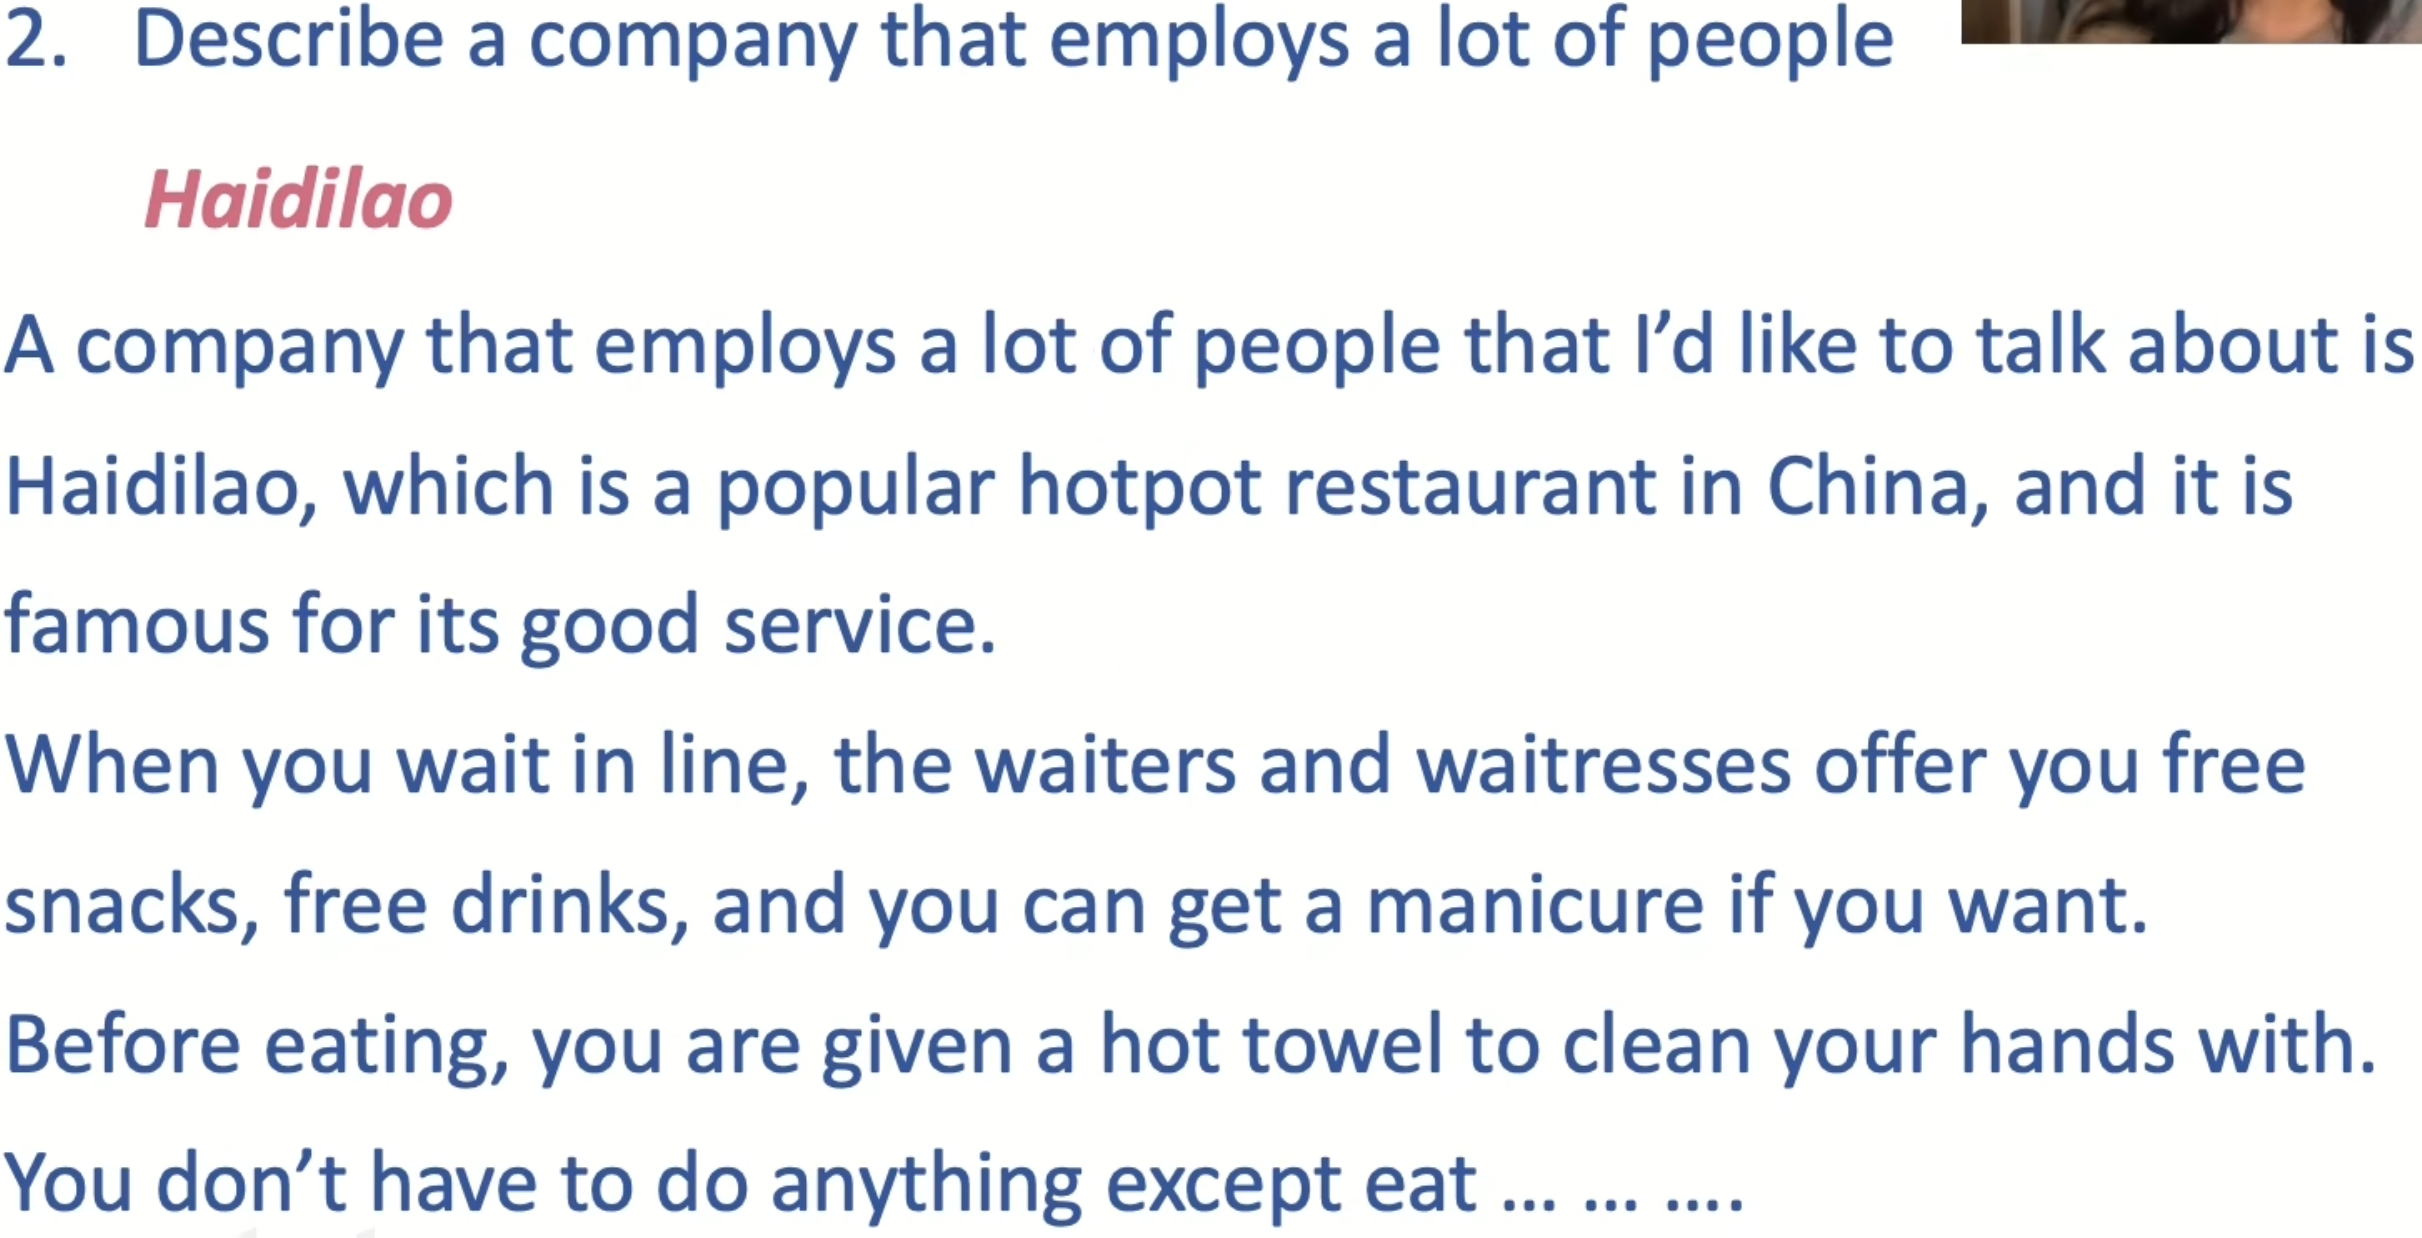 2. Describe a company that employs a lot of people
Haidilao
A company that employs a lot of people that I’d like to talk about is
Haidilao, which is a popular hotpot restaurant in China, and it is
famous for its good service.
When you wait in line, the waiters and waitresses offer you free
snacks, free drinks, and you can get a manicure if you want.
Before eating, you are given a hot towel to clean your hands with.
You don’t have to do anything except eat ... ... ....